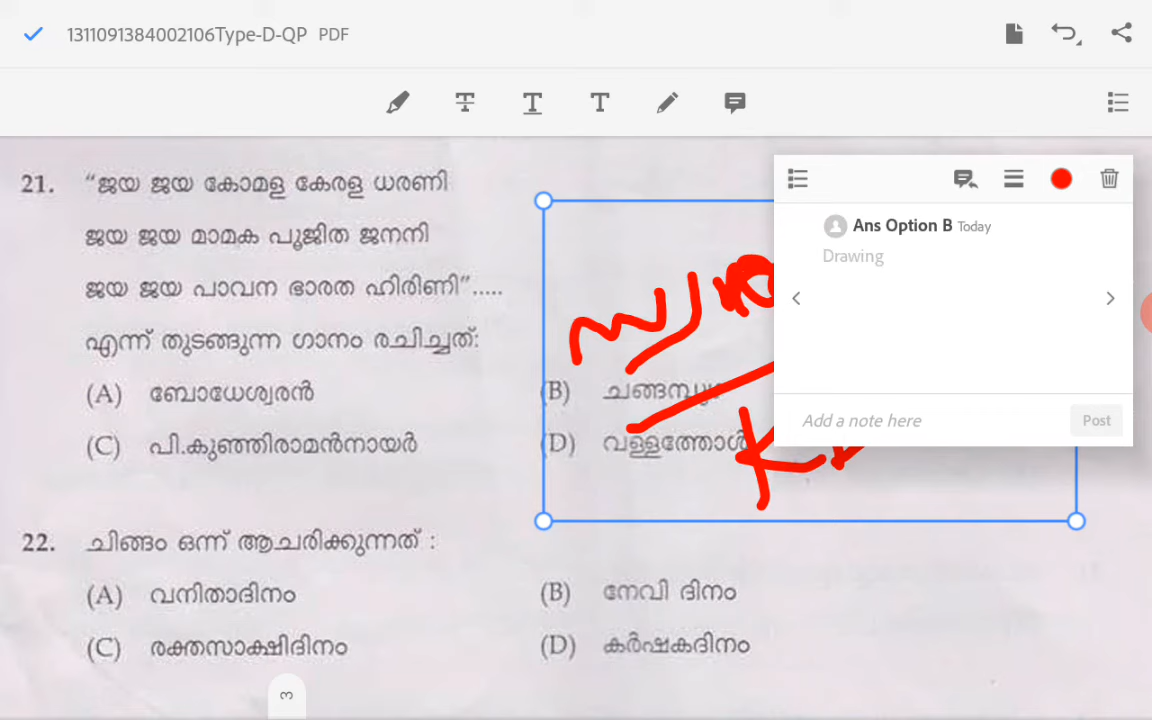 1311091384002106Type-D-QP PDF
21. “ജയ ജയ കോമള കേരള ധരണി
ജയ ജയ മാമക പൂജിത ജനനി
ജയ ജയ പാവന ഭാരത ഹിരിണി”.....
എന്ന് തുടങ്ങുന്ന ഗാനം രചിച്ചത്:
(A) ബോധേശ്വരൻ (B) ചങ്ങമ്പുഴ
(C) പി.കുഞ്ഞിരാമൻനായർ (D) വള്ളത്തോൾ
Ans Option B Today
Drawing
Add a note here Post
22. ചിങ്ങം ഒന്ന് ആചരിക്കുന്നത് :
(A) വനിതാദിനം (B) നേവി ദിനം
(C) രക്തസാക്ഷിദിനം (D) കർഷകദിനം
3